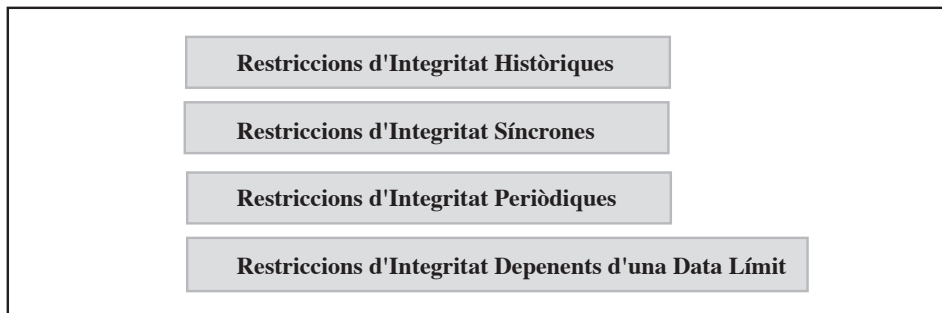 Restriccions d'Integritat Històriques
Restriccions d'Integritat Síncrones
Restriccions d'Integritat Periòdiques
Restriccions d'Integritat Depenents d'una Data Límit